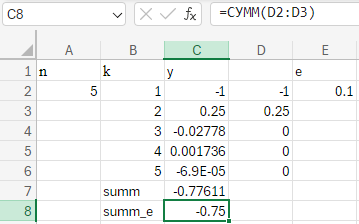 C8 fx =СУММ(D2:D3)
A B C D E
1 n k y e
2 5 1 -1 -1 0.1
3 2 0.25 0.25
4 3 -0.02778 0
5 4 0.001736 0
6 5 -6.9E-05 0
7 summ -0.77611
8 summ_e -0.75